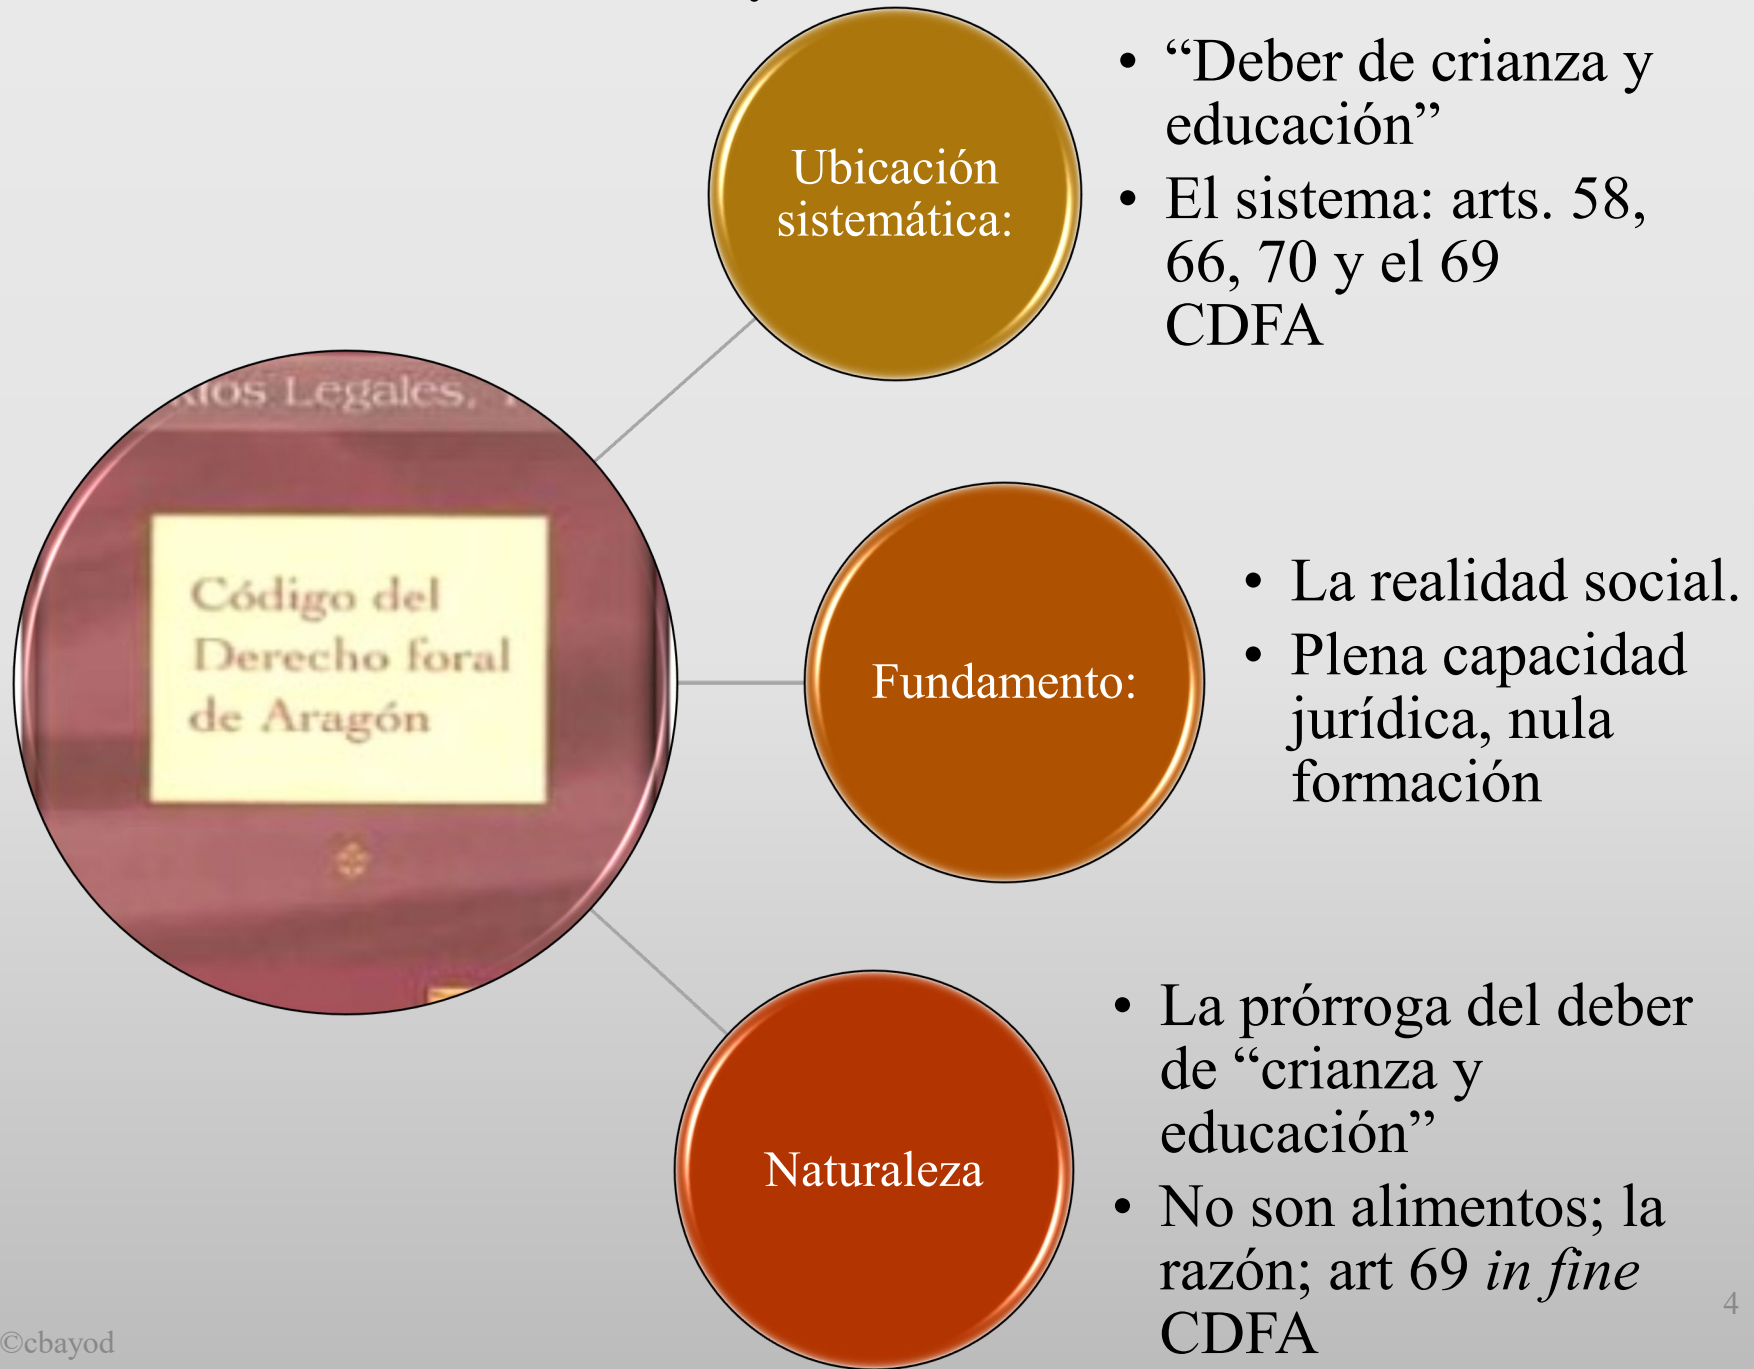 Ubicación
sistemática:
• “Deber de crianza y
educación”
• El sistema: arts. 58,
66, 70 y el 69
CDFA
Legales,
Código del
Derecho foral
de Aragón
Fundamento:
• La realidad social.
• Plena capacidad
jurídica, nula
formación
Naturaleza
• La prórroga del deber
de “crianza y
educación”
• No son alimentos; la
razón; art 69 in fine
CDFA
4
©cbayod